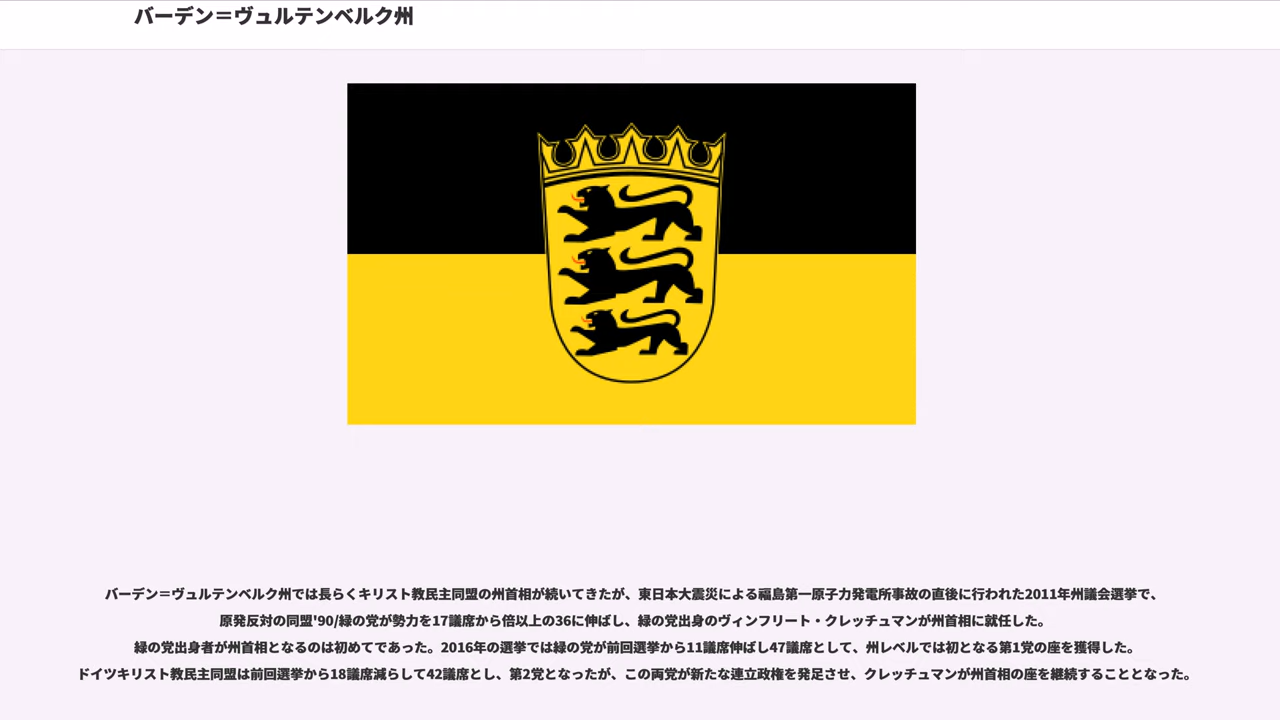 バーデン＝ヴュルテンベルク州
バーデン＝ヴュルテンベルク州では長らくキリスト教民主同盟の州首相が続いてきたが、東日本大震災による福島第一原子力発電所事故の直後に行われた2011年州議会選挙で、
原発反対の同盟'90/緑の党が勢力を17議席から倍以上の36に伸ばし、緑の党出身のヴィンフリート・クレッチュマンが州首相に就任した。
緑の党出身者が州首相となるのは初めてであった。2016年の選挙では緑の党が前回選挙から11議席伸ばし47議席として、州レベルでは初となる第1党の座を獲得した。
ドイツキリスト教民主同盟は前回選挙から18議席減らして42議席とし、第2党となったが、この両党が新たな連立政権を発足させ、クレッチュマンが州首相の座を継続することとなった。